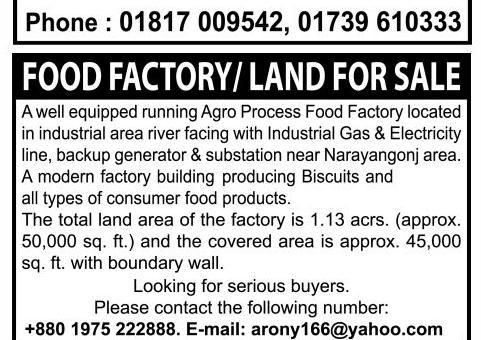 Phone : 01817 009542, 01739 610333
FOOD FACTORY/ LAND FOR SALE
A well equipped running Agro Process Food Factory located
in industrial area river facing with Industrial Gas & Electricity
line, backup generator & substation near Narayangonj area.
A modern factory building producing Biscuits and
all types of consumer food products.
The total land area of the factory is 1.13 acrs. (approx.
50,000 sq. ft.) and the covered area is approx. 45,000
sq. ft. with boundary wall.
Looking for serious buyers.
Please contact the following number:
+880 1975 222888. E-mail: arony166@yahoo.com